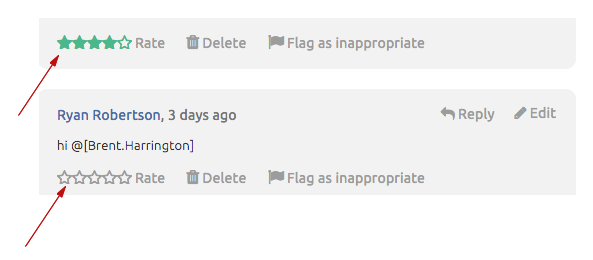 Rate Delete Flag as inappropriate
Ryan Robertson, 3 days ago Reply Edit
hi @[Brent.Harrington]
Rate Delete Flag as inappropriate